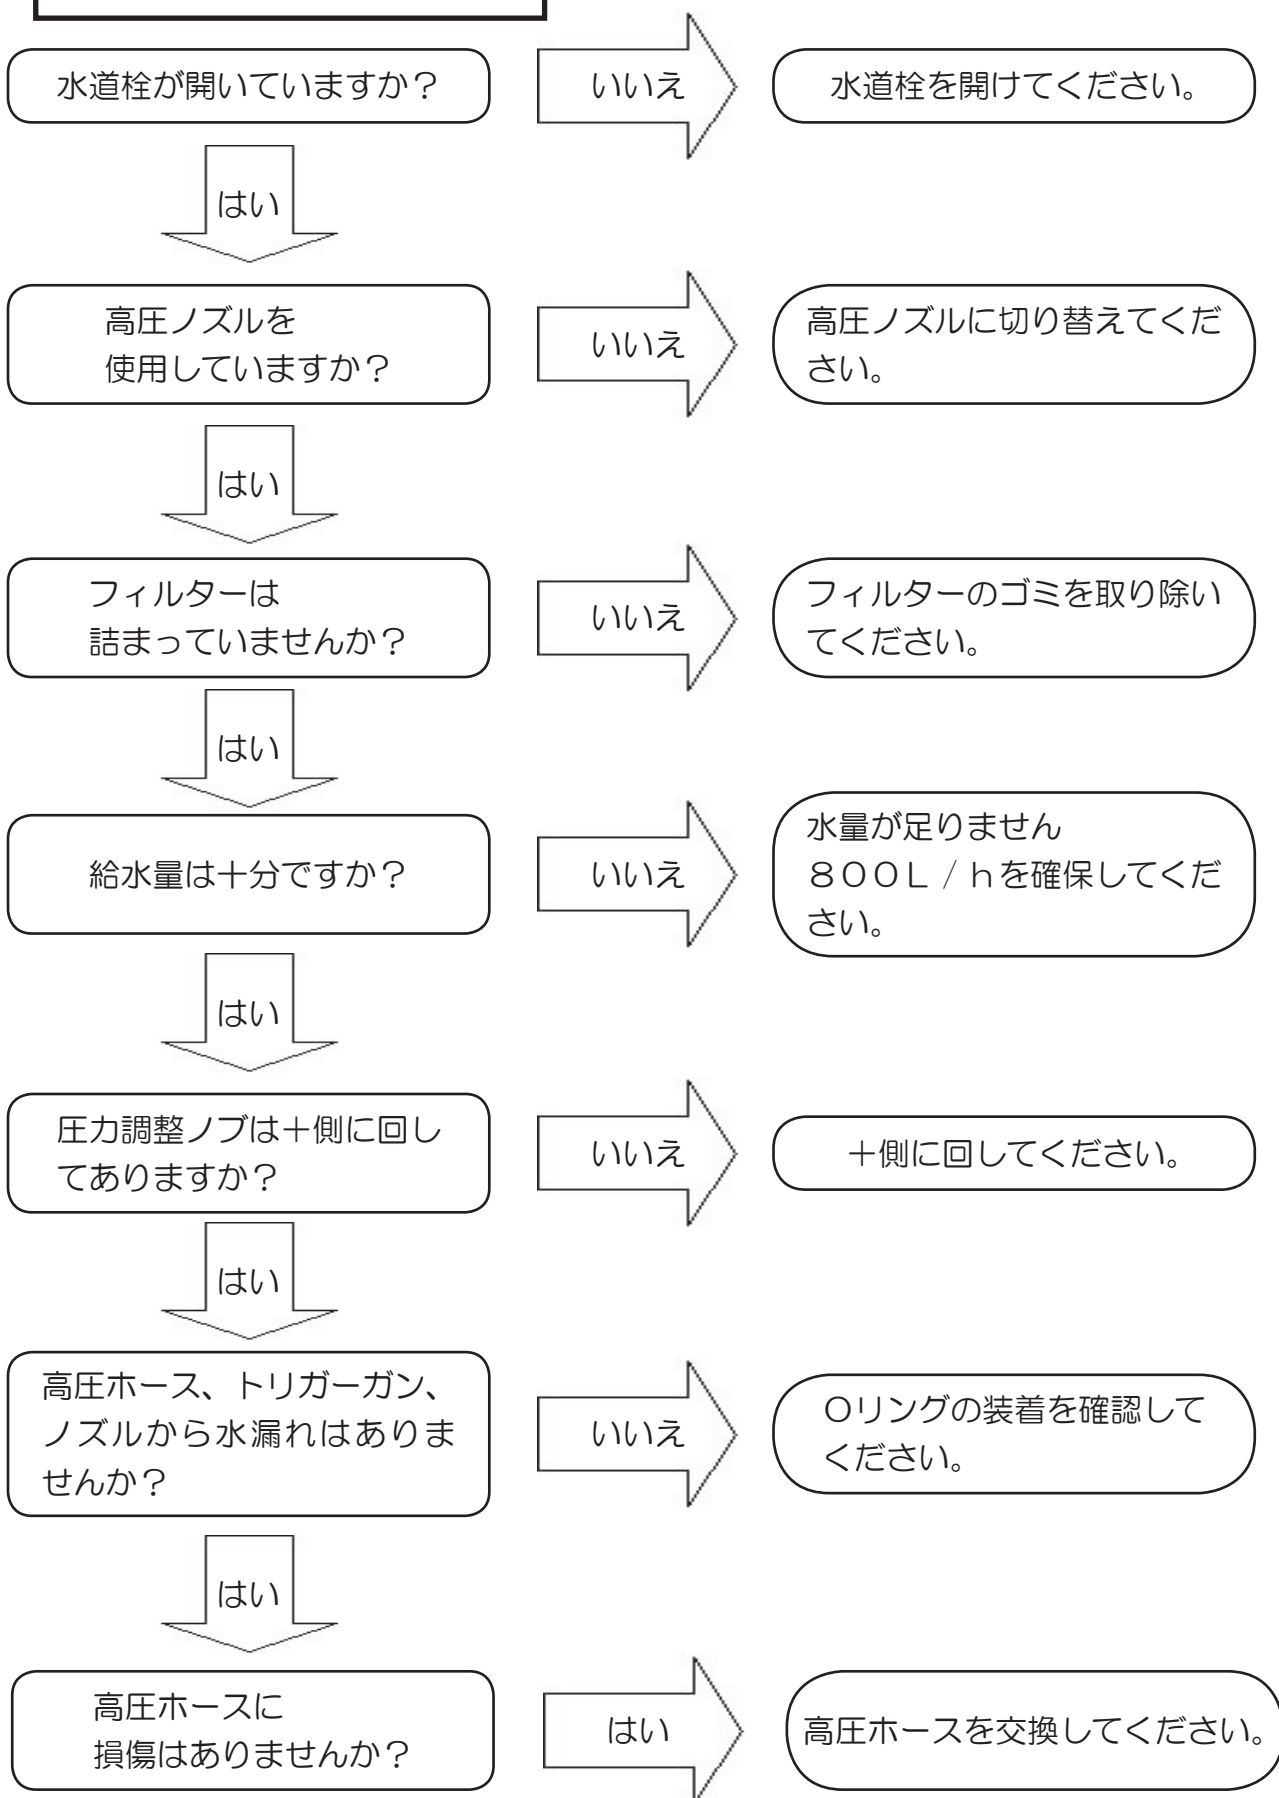 水道栓が開いていますか？
いいえ
水道栓を開けてください。
はい
高圧ノズルを
使用していますか？
いいえ
高圧ノズルに切り替えてくだ
さい。
はい
フィルターは
詰まっていませんか？
いいえ
フィルターのゴミを取り除い
てください。
はい
給水量は十分ですか？
いいえ
水量が足りません
８００Ｌ／ｈを確保してくだ
さい。
はい
圧力調整ノブは＋側に回し
てありますか？
いいえ
＋側に回してください。
はい
高圧ホース、トリガーガン、
ノズルから水漏れはありま
せんか？
いいえ
Ｏリングの装着を確認して
ください。
はい
高圧ホースに
損傷はありませんか？
はい
高圧ホースを交換してください。